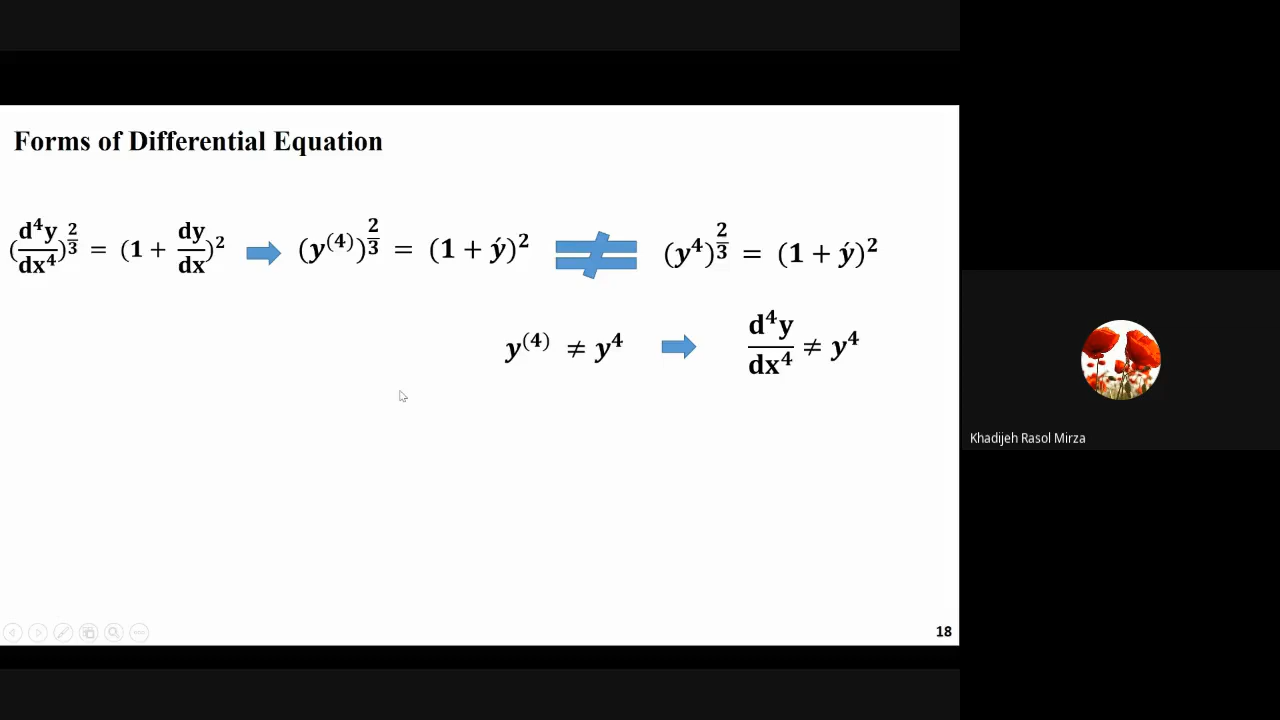 Forms of Differential Equation
(d⁴y/dx⁴)^(2/3) = (1 + dy/dx)² (y⁽⁴⁾)^(2/3) = (1 + ý)² ≠ (y⁴)^(2/3) = (1 + ý)²
y⁽⁴⁾ ≠ y⁴ d⁴y/dx⁴ ≠ y⁴
Khadijeh Rasol Mirza
18